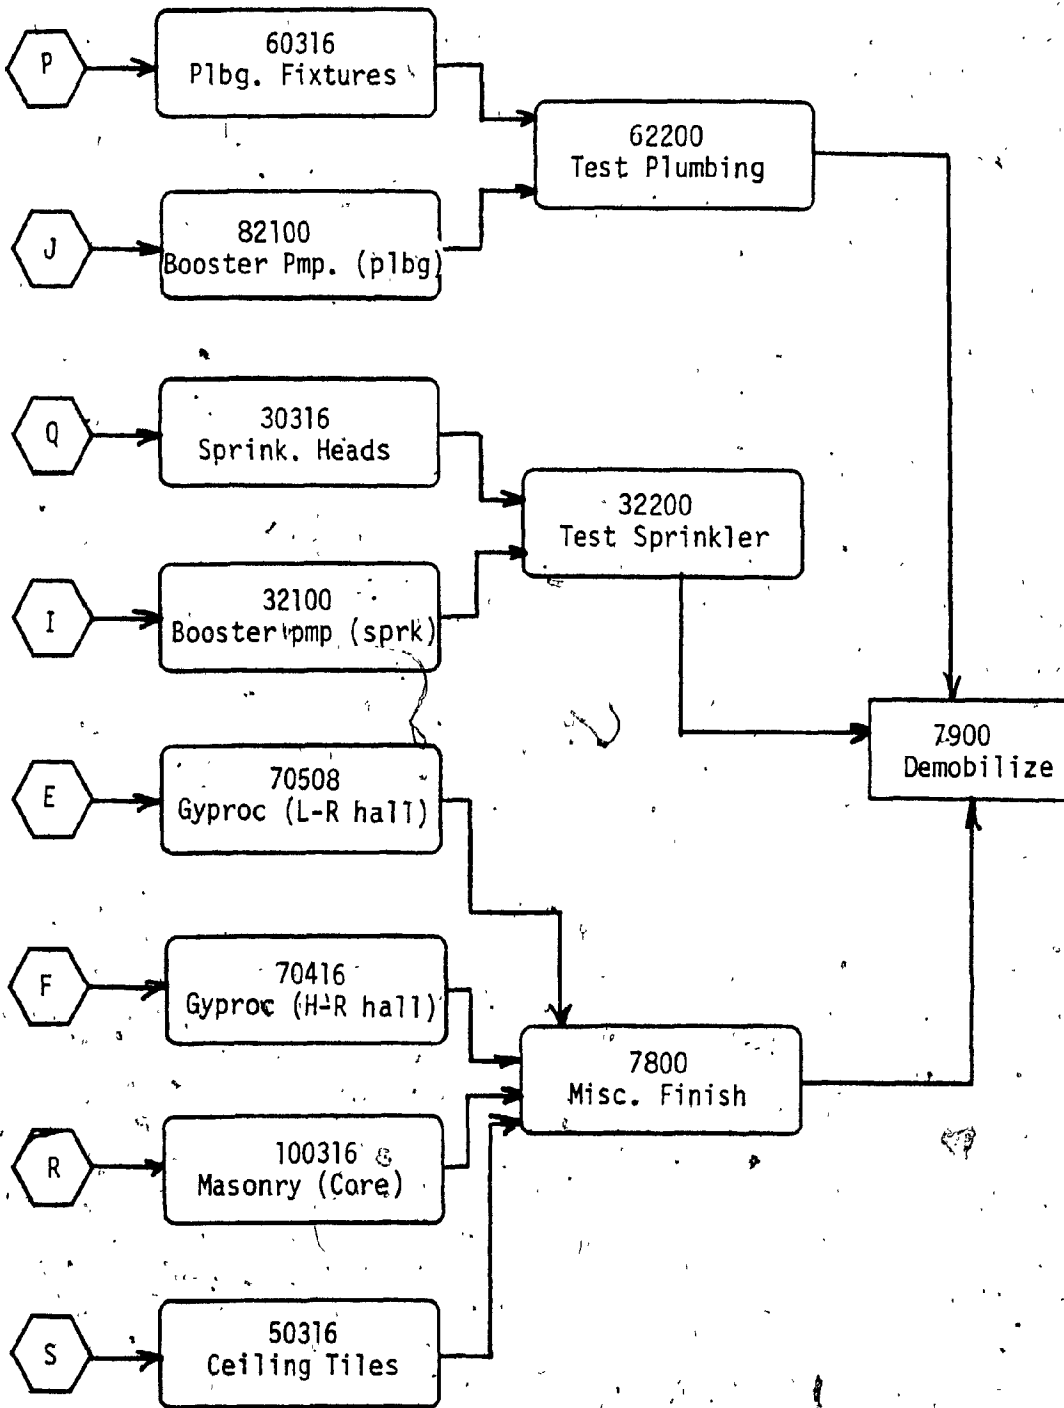 P
60316
Plbg. Fixtures
62200
Test Plumbing
J
82100
Booster Pmp. (plbg)
Q
30316
Sprink. Heads
32200
Test Sprinkler
I
32100
Booster pmp (sprk)
7900
Demobilize
E
70508
Gyproc (L-R hall)
F
70416
Gyproc (H-R hall)
7800
Misc. Finish
R
100316
Masonry (Core)
S
50316
Ceiling Tiles